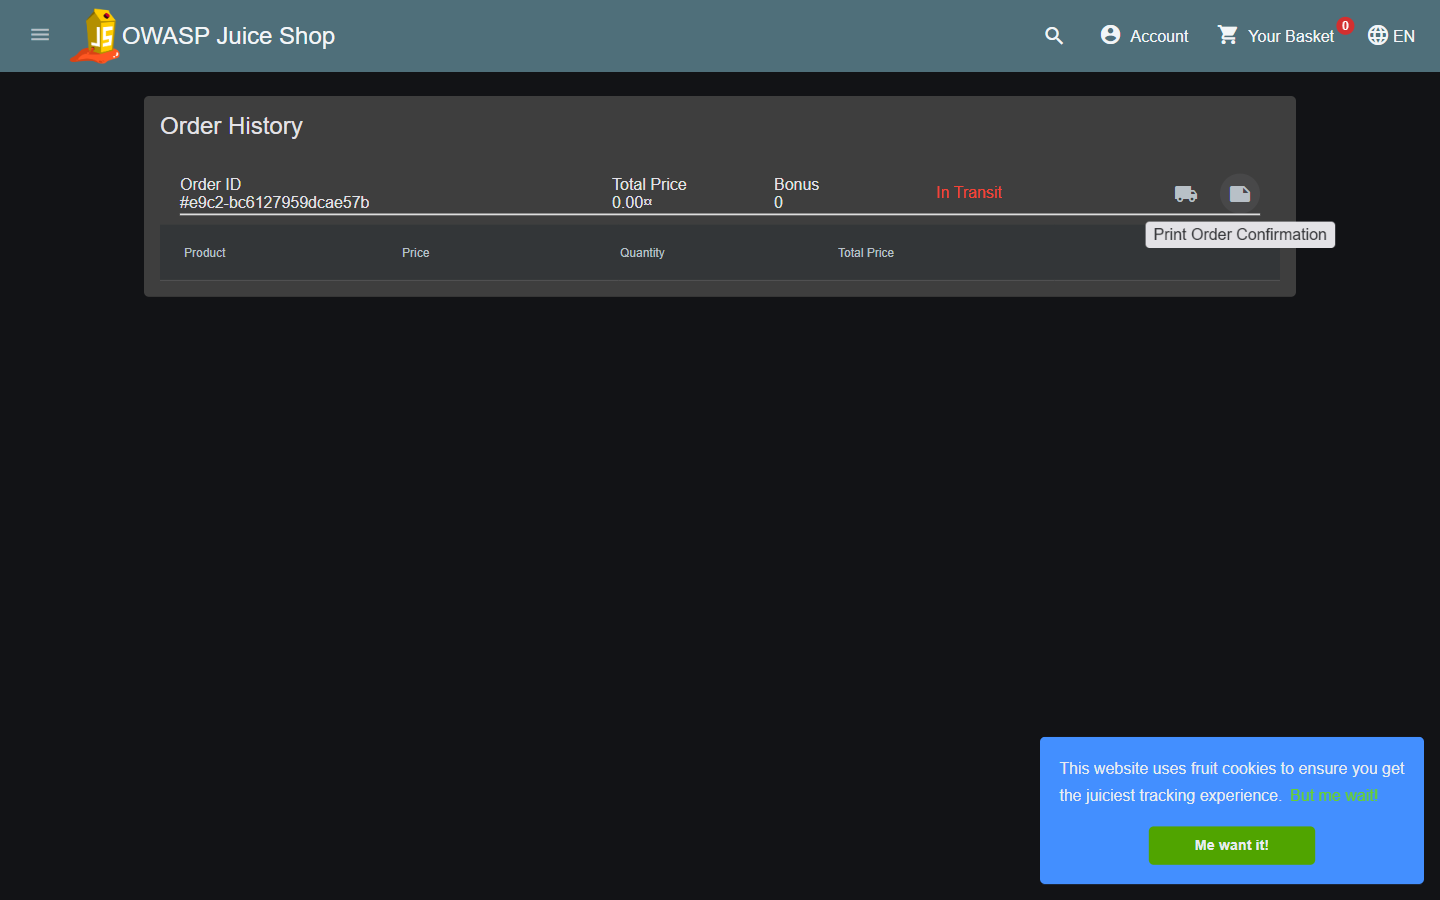 OWASP Juice Shop
Account
Your Basket
0
EN
Order History
Order ID
#e9c2-bc6127959dcae57b
Total Price
0.00¤
Bonus
0
In Transit
Print Order Confirmation
Product
Price
Quantity
Total Price
This website uses fruit cookies to ensure you get
the juiciest tracking experience. But me wait!
Me want it!